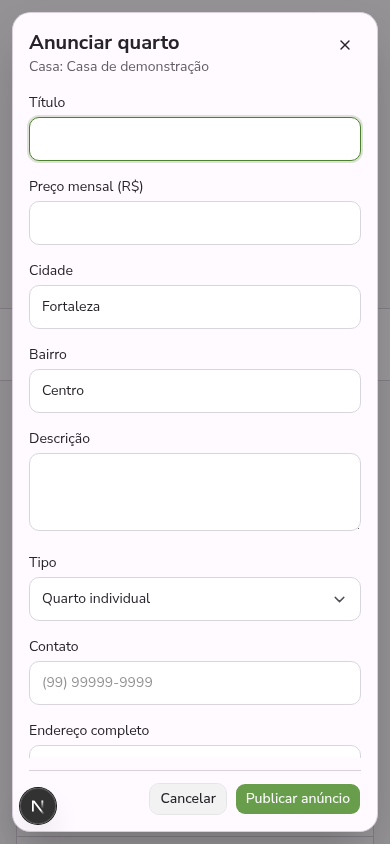 Anunciar quarto
Casa: Casa de demonstração
Título
Preço mensal (R$)
Cidade
Fortaleza
Bairro
Centro
Descrição
Tipo
Quarto individual
Contato
(99) 99999-9999
Endereço completo
N
Cancelar
Publicar anúncio